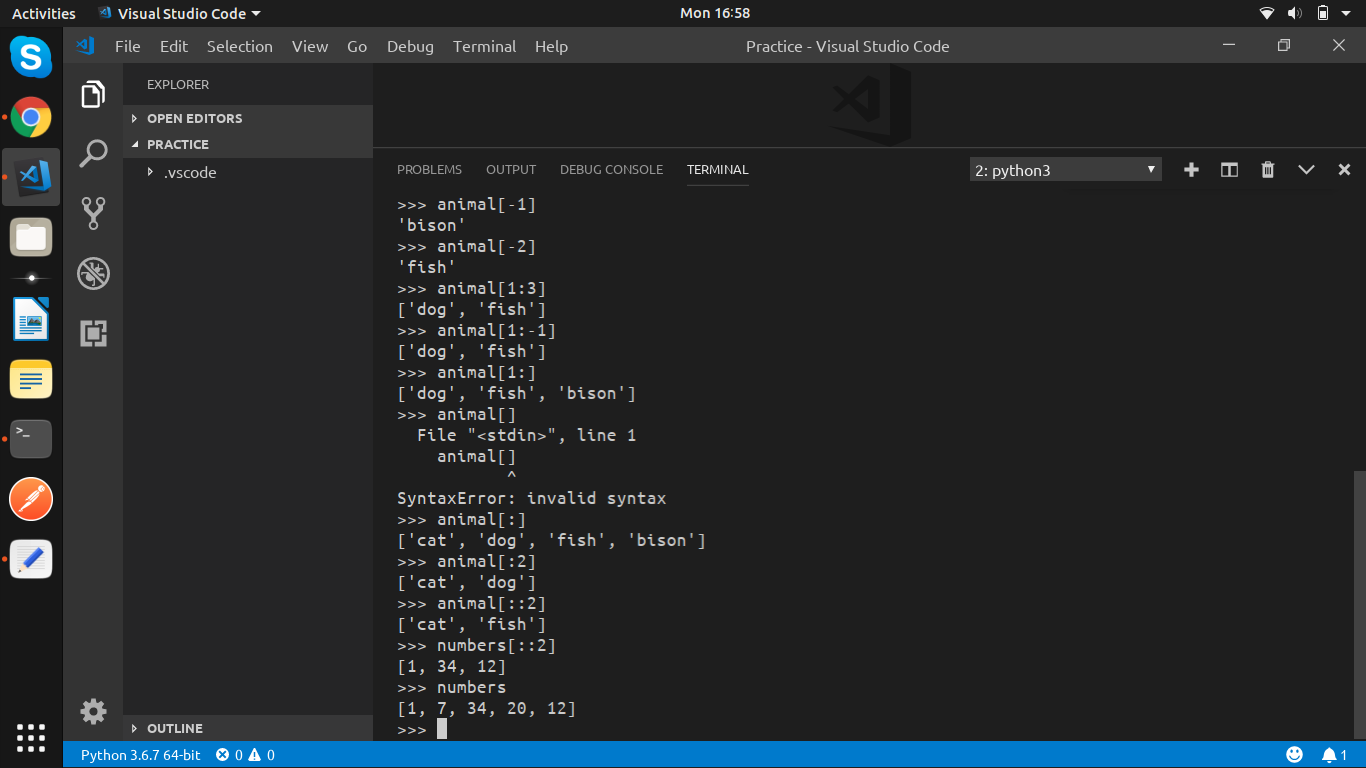 Activities Visual Studio Code Mon 16:58
File Edit Selection View Go Debug Terminal Help Practice - Visual Studio Code
EXPLORER
OPEN EDITORS
PRACTICE
.vscode
OUTLINE
PROBLEMS OUTPUT DEBUG CONSOLE TERMINAL 2: python3
>>> animal[-1]
'bison'
>>> animal[-2]
'fish'
>>> animal[1:3]
['dog', 'fish']
>>> animal[1:-1]
['dog', 'fish']
>>> animal[1:]
['dog', 'fish', 'bison']
>>> animal[]
  File "<stdin>", line 1
    animal[]
           ^
SyntaxError: invalid syntax
>>> animal[:]
['cat', 'dog', 'fish', 'bison']
>>> animal[:2]
['cat', 'dog']
>>> animal[::2]
['cat', 'fish']
>>> numbers[::2]
[1, 34, 12]
>>> numbers
[1, 7, 34, 20, 12]
>>>
Python 3.6.7 64-bit 0 0 1